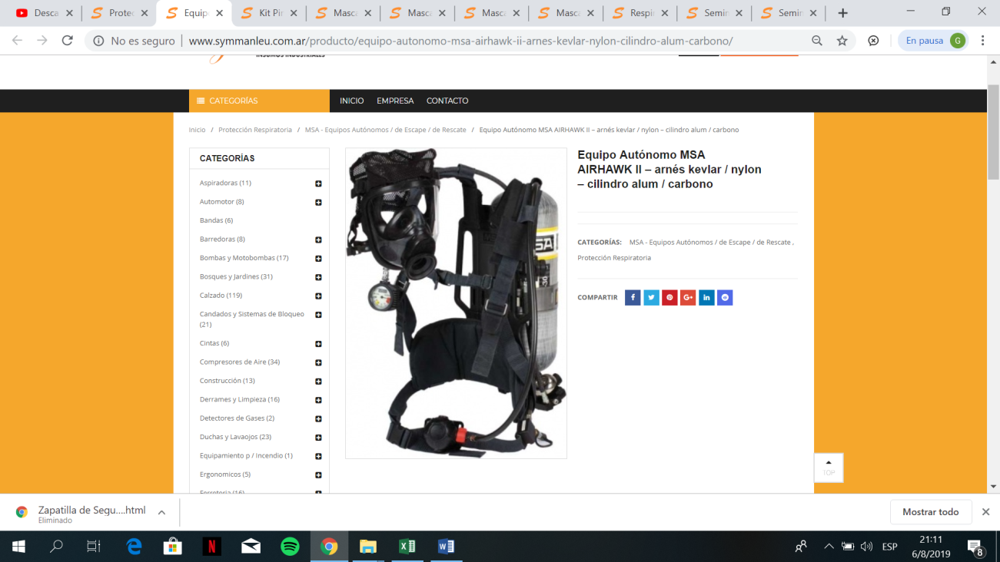 Desca
Protec
Equip
Kit Pir
Masca
Masca
Masca
Masca
Respir
Semin
Semin
No es seguro
www.symmanleu.com.ar/producto/equipo-autonomo-msa-airhawk-ii-arnes-kevlar-nylon-cilindro-alum-carbono/
En pausa G
INSUMOS INDUSTRIALES
CATEGORÍAS INICIO EMPRESA CONTACTO
Inicio / Protección Respiratoria / MSA - Equipos Autónomos / de Escape / de Rescate / Equipo Autónomo MSA AIRHAWK II – arnés kevlar / nylon – cilindro alum / carbono
CATEGORÍAS
Aspiradoras (11)
Automotor (8)
Bandas (6)
Barredoras (8)
Bombas y Motobombas (17)
Bosques y Jardines (31)
Calzado (119)
Candados y Sistemas de Bloqueo
(21)
Cintas (6)
Compresores de Aire (34)
Construcción (13)
Derrames y Limpieza (16)
Detectores de Gases (2)
Duchas y Lavaojos (23)
Equipamiento p / Incendio (1)
Ergonomicos (5)
Ferreteria (16)
SA
30
Equipo Autónomo MSA
AIRHAWK II – arnés kevlar / nylon
– cilindro alum / carbono
CATEGORÍAS: MSA - Equipos Autónomos / de Escape / de Rescate ,
Protección Respiratoria
COMPARTIR
TOP
Zapatilla de Segu....html
Eliminado
Mostrar todo
ESP
21:11
6/8/2019
8